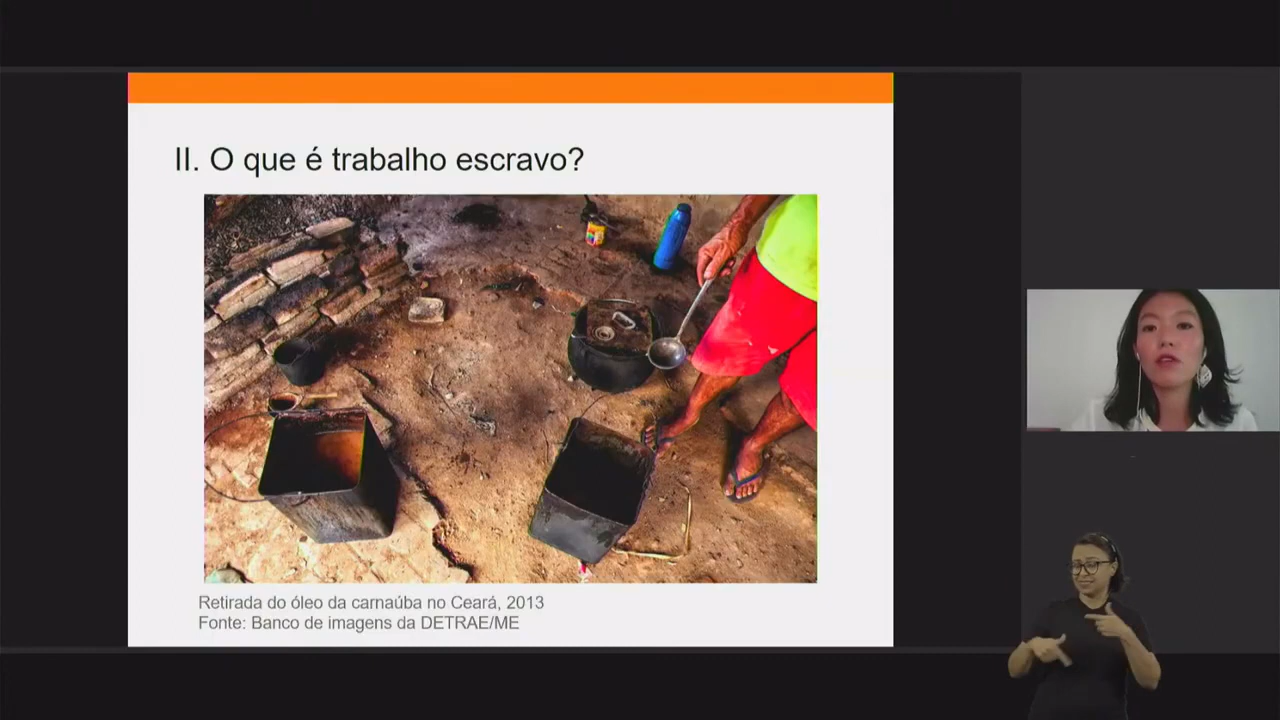 II. O que é trabalho escravo?
Retirada do óleo da carnaúba no Ceará, 2013
Fonte: Banco de imagens da DETRAE/ME